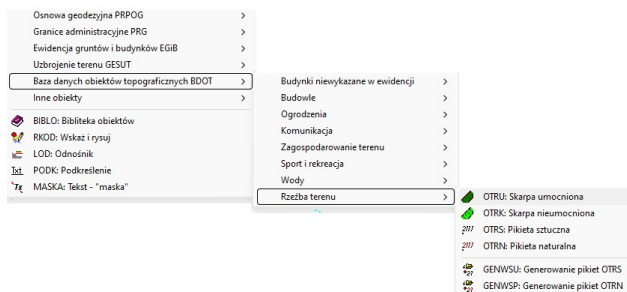 Osnowa geodezyjna PRPOG
Granice administracyjne PRG
Ewidencja gruntów i budynków EGiB
Uzbrojenie terenu GESUT
Baza danych obiektów topograficznych BDOT
Inne obiekty
BIBLO: Bibliteka obiektów
RKOD: Wskaż i rysuj
LOD: Odnośnik
Txt PODK: Podkreślenie
Tx MASKA: Tekst - "maska"
Budynki niewykazane w ewidencji
Budowle
Ogrodzenia
Komunikacja
Zagospodarowanie terenu
Sport i rekreacja
Wody
Rzeźba terenu
OTRU: Skarpa umocniona
OTRK: Skarpa nieumocniona
OTRS: Pikieta sztuczna
OTRN: Pikieta naturalna
GENWSU: Generowanie pikiet OTRS
GENWSP: Generowanie pikiet OTRN